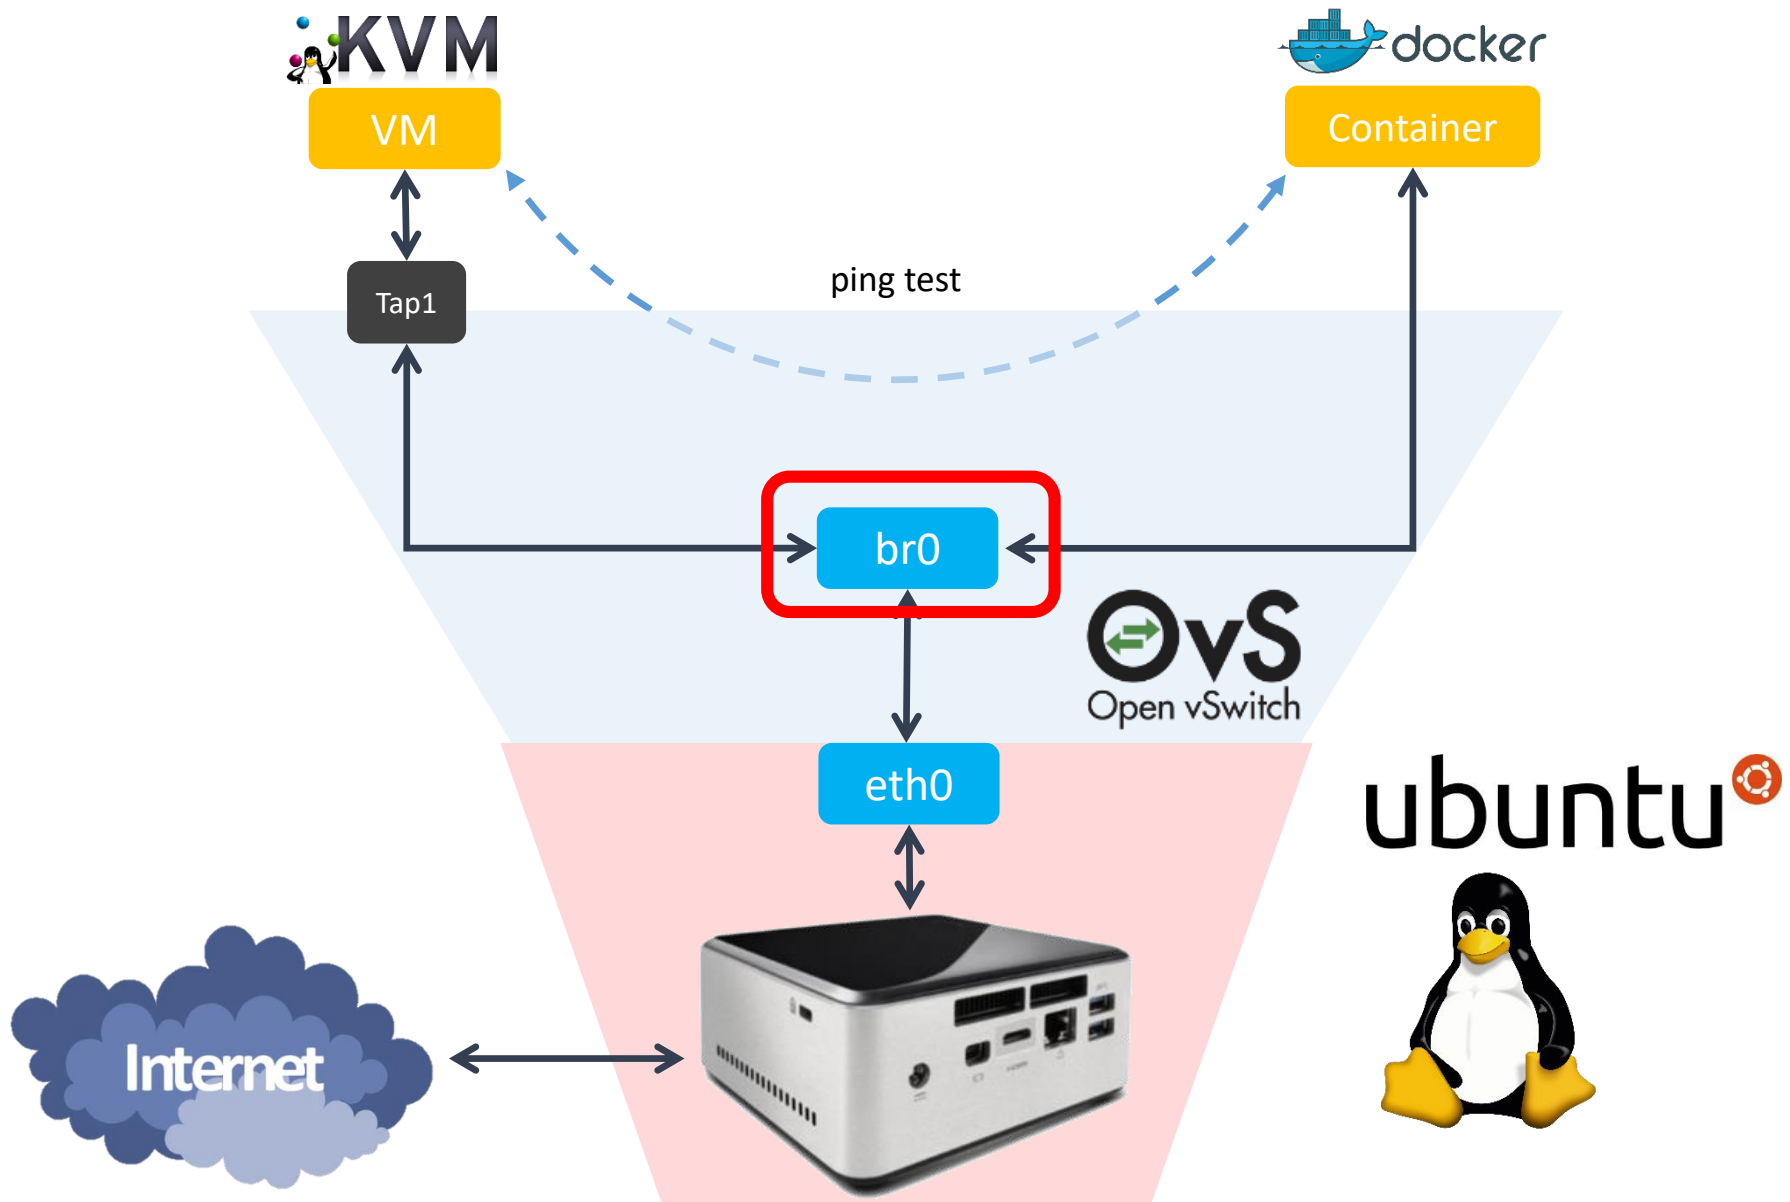 KVM
docker
VM
Container
Tap1
ping test
br0
OvS
Open vSwitch
eth0
ubuntu
Internet